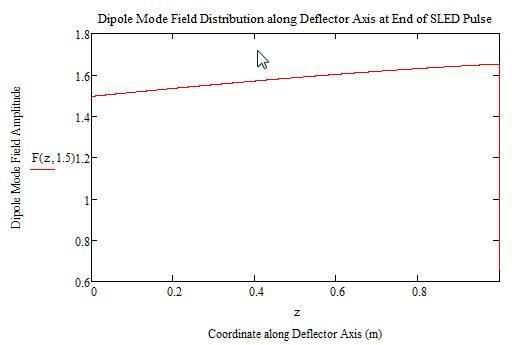 Dipole Mode Field Distribution along Deflector Axis at End of SLED Pulse
1.8
1.6
1.4
1.2
1
0.8
0.6
Dipole Mode Field Amplitude
F(z,1.5)
0 0.2 0.4 0.6 0.8
z
Coordinate along Deflector Axis (m)